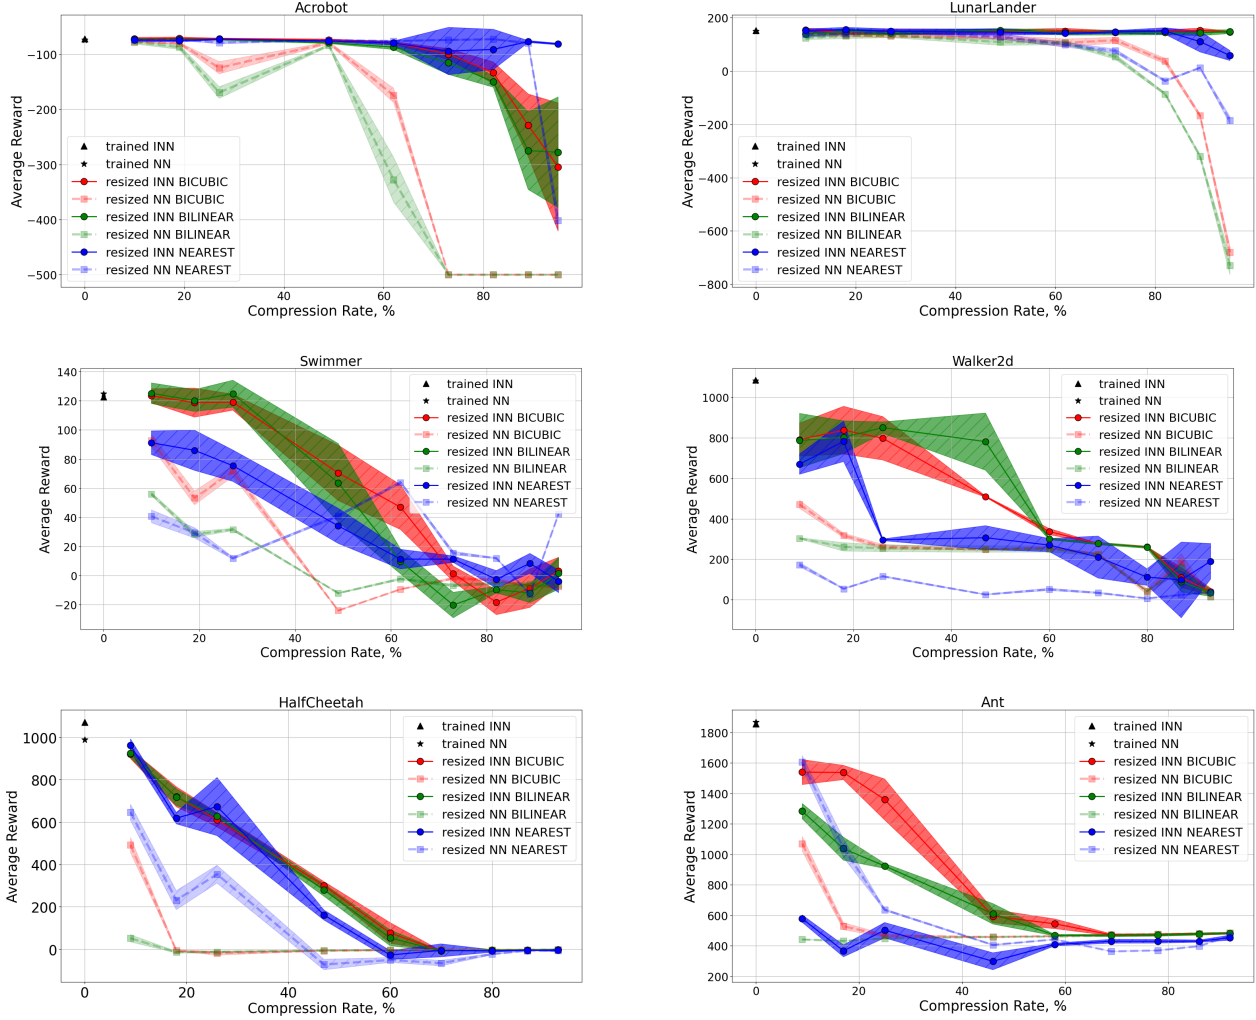 Acrobot
Average Reward
−100
−200
−300
−400
−500
trained INN
trained NN
resized INN BICUBIC
resized NN BICUBIC
resized INN BILINEAR
resized NN BILINEAR
resized INN NEAREST
resized NN NEAREST
0 20 40 60 80
Compression Rate, %
LunarLander
Average Reward
200
0
−200
−400
−600
−800
trained INN
trained NN
resized INN BICUBIC
resized NN BICUBIC
resized INN BILINEAR
resized NN BILINEAR
resized INN NEAREST
resized NN NEAREST
0 20 40 60 80
Compression Rate, %
Swimmer
Average Reward
140
120
100
80
60
40
20
0
−20
trained INN
trained NN
resized INN BICUBIC
resized NN BICUBIC
resized INN BILINEAR
resized NN BILINEAR
resized INN NEAREST
resized NN NEAREST
0 20 40 60 80
Compression Rate, %
Walker2d
Average Reward
1000
800
600
400
200
0
trained INN
trained NN
resized INN BICUBIC
resized NN BICUBIC
resized INN BILINEAR
resized NN BILINEAR
resized INN NEAREST
resized NN NEAREST
0 20 40 60 80
Compression Rate, %
HalfCheetah
Average Reward
1000
800
600
400
200
0
trained INN
trained NN
resized INN BICUBIC
resized NN BICUBIC
resized INN BILINEAR
resized NN BILINEAR
resized INN NEAREST
resized NN NEAREST
0 20 40 60 80
Compression Rate, %
Ant
Average Reward
1800
1600
1400
1200
1000
800
600
400
200
trained INN
trained NN
resized INN BICUBIC
resized NN BICUBIC
resized INN BILINEAR
resized NN BILINEAR
resized INN NEAREST
resized NN NEAREST
0 20 40 60 80
Compression Rate, %